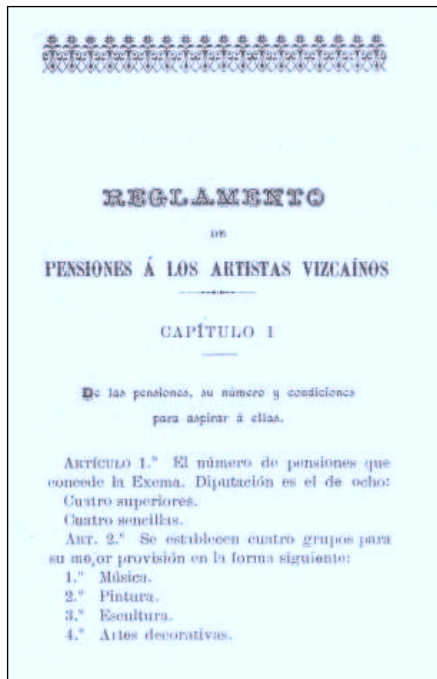 REGLAMENTO
DE
PENSIONES Á LOS ARTISTAS VIZCAÍNOS
CAPÍTULO I
De las pensiones, su número y condiciones
para aspirar á ellas.
ARTÍCULO 1.º El número de pensiones que
concede la Exema. Diputación es el de ocho:
Cuatro superiores.
Cuatro sencillas.
ART. 2.º Se establecen cuatro grupos para
su mejor provisión en la forma siguiente:
1.º Música.
2.º Pintura.
3.º Escultura.
4.º Artes decorativas.